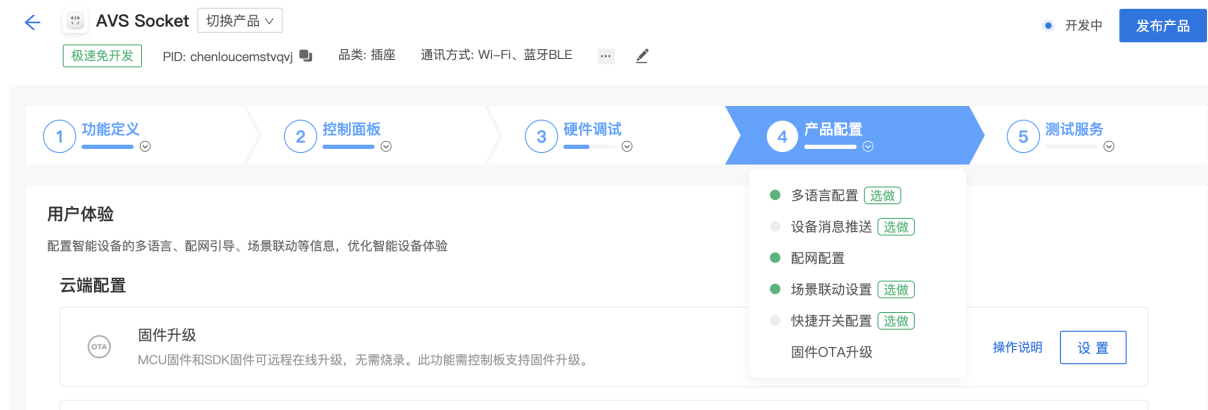 AVS Socket 切换产品
开发中 发布产品
极速免开发 PID: chenloucemstvqvj 品类: 插座 通讯方式: Wi-Fi、蓝牙BLE ...
1 功能定义 2 控制面板 3 硬件调试 4 产品配置 5 测试服务
多语言配置 选做
设备消息推送 选做
配网配置
场景联动设置 选做
快捷开关配置 选做
固件OTA升级
用户体验
配置智能设备的多语言、配网引导、场景联动等信息，优化智能设备体验
云端配置
OTA 固件升级
MCU固件和SDK固件可远程在线升级，无需烧录。此功能需控制板支持固件升级。
操作说明 设 置